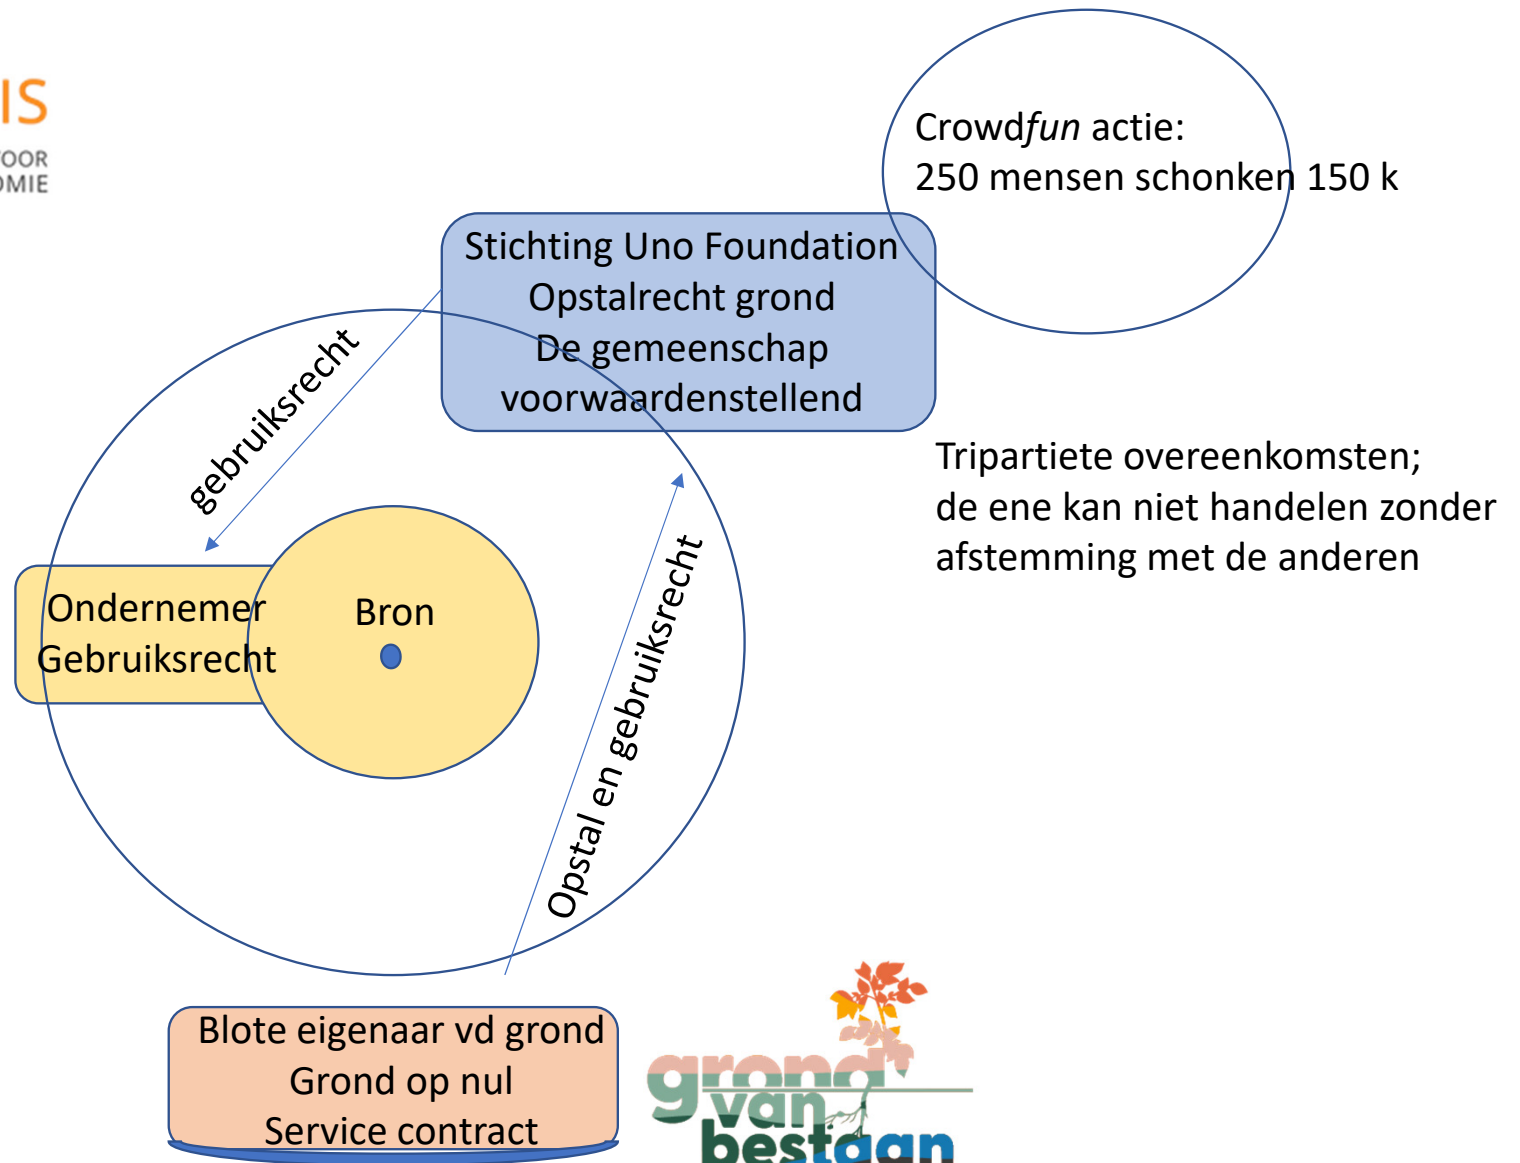 IS
OOR
OMIE
Crowdfun actie:
250 mensen schonken 150 k
Stichting Uno Foundation
Opstalrecht grond
De gemeenschap
voorwaardenstellend
gebruiksrecht
Tripartiete overeenkomsten;
de ene kan niet handelen zonder
afstemming met de anderen
Ondernemer
Gebruiksrecht
Bron
Opstal en gebruiksrecht
Blote eigenaar vd grond
Grond op nul
Service contract
grond
van
bestaan